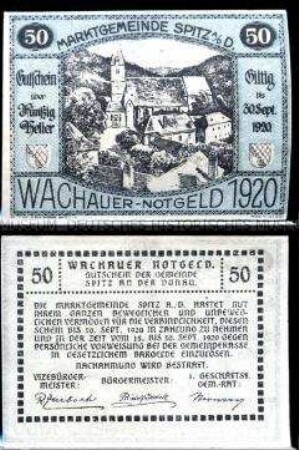 50
MARKTGEMEINDE SPITZ A/D.
50
Gutschein
über
Fünfzig
Heller
Giltig
bis
30.Sept.
1920
WACHAUER-NOTGELD 1920
WACHAUER NOTGELD.
GUTSCHEIN DER GEMEINDE
SPITZ AN DER DONAU.
50
50
DIE MARKTGEMEINDE SPITZ A.D. HAFTET MIT
IHREM GANZEN BEWEGLICHEN UND UNBEWEG-
LICHEN VERMÖGEN FÜR DIE VERBINDLICHKEIT, DIESEN
SCHEIN BIS 30. SEPT. 1920 IN ZAHLUNG ZU NEHMEN
UND IN DER ZEIT VOM 15. BIS 30. SEPT. 1920 GEGEN
PERSÖNLICHE VORWEISUNG BEI DER GEMEINDEKASSE
IN GESETZLICHEM BARGELDE EINZULÖSEN.
NACHAHMUNG WIRD BESTRAFT.
VIZEBÜRGER-
MEISTER:
BÜRGERMEISTER:
1. GESCHÄFTS.
GEM.-RAT: